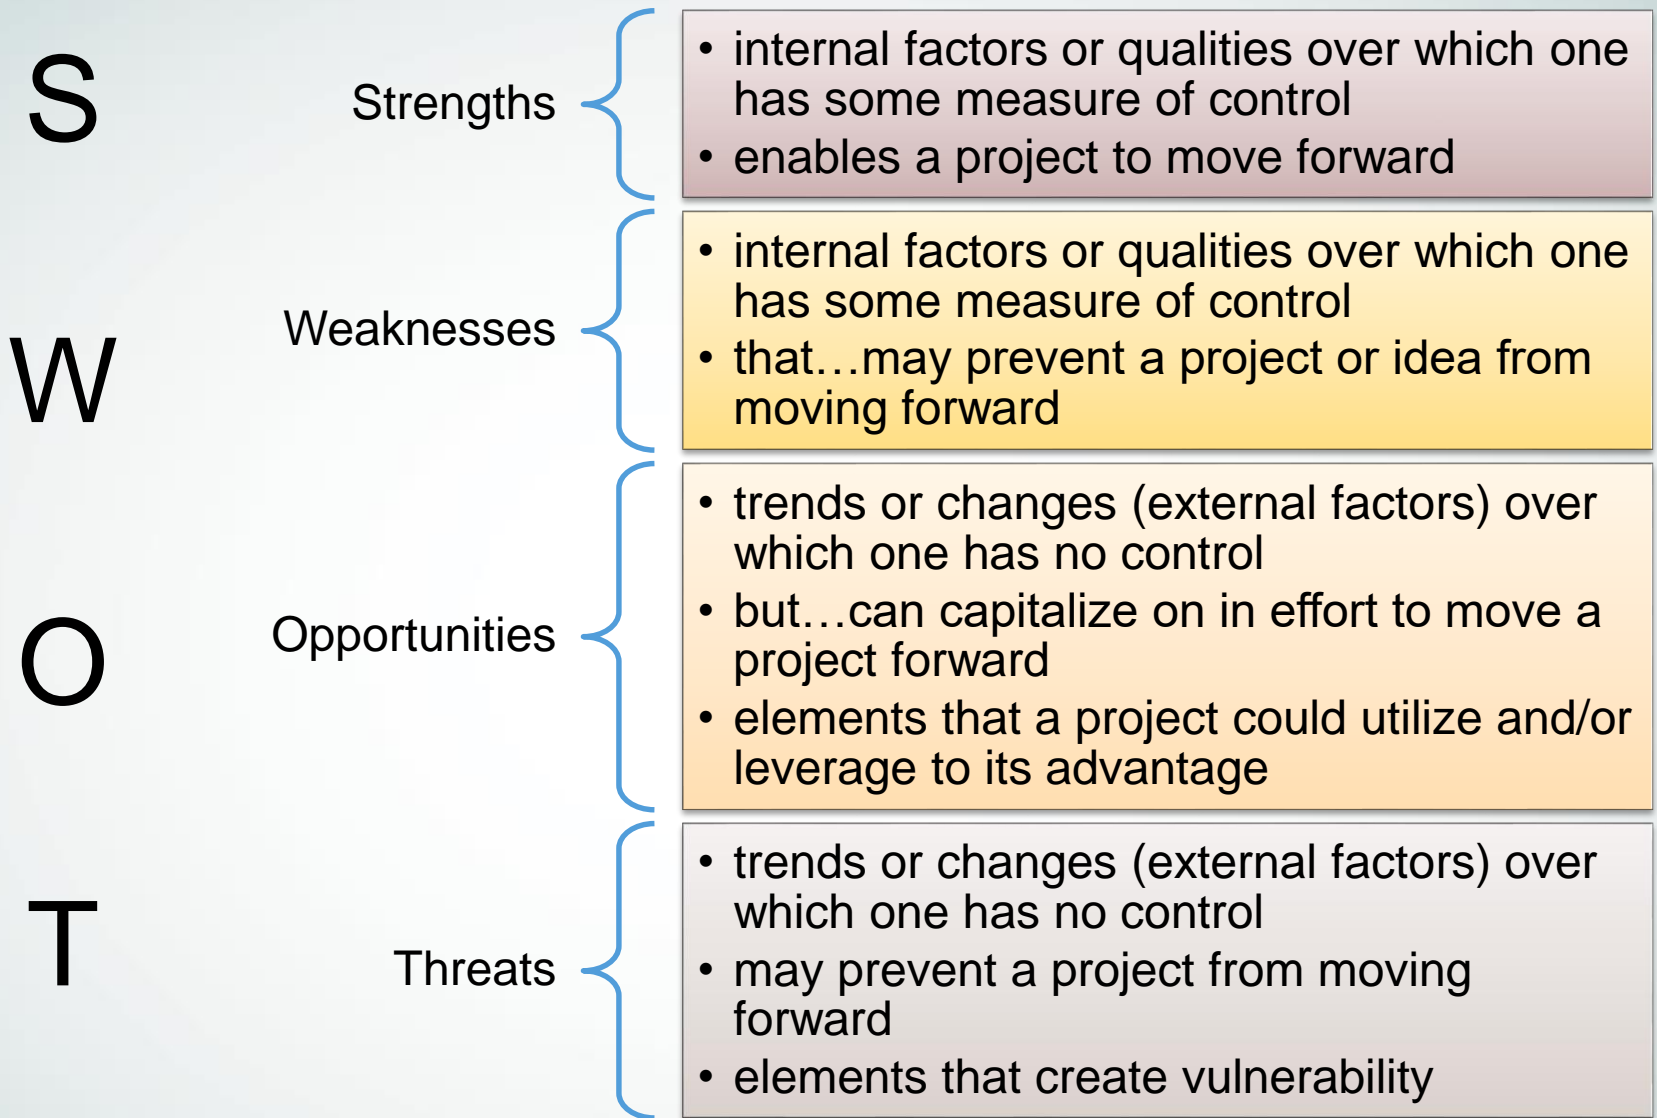 S
Strengths
• internal factors or qualities over which one
has some measure of control
• enables a project to move forward
W
Weaknesses
• internal factors or qualities over which one
has some measure of control
• that…may prevent a project or idea from
moving forward
O
Opportunities
• trends or changes (external factors) over
which one has no control
• but…can capitalize on in effort to move a
project forward
• elements that a project could utilize and/or
leverage to its advantage
T
Threats
• trends or changes (external factors) over
which one has no control
• may prevent a project from moving
forward
• elements that create vulnerability